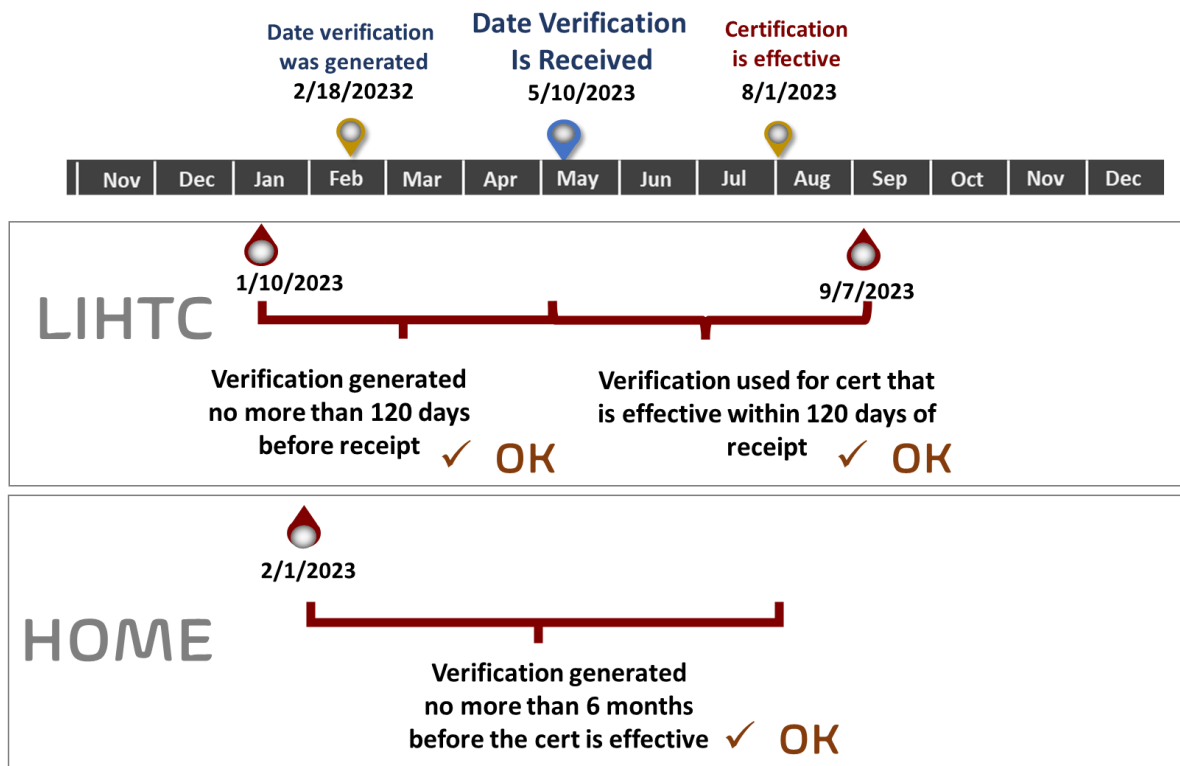 Date verification
was generated
2/18/20232
Date Verification
Is Received
5/10/2023
Certification
is effective
8/1/2023
Nov Dec Jan Feb Mar Apr May Jun Jul Aug Sep Oct Nov Dec
1/10/2023
9/7/2023
LIHTC
Verification generated
no more than 120 days
before receipt
✓ OK
Verification used for cert that
is effective within 120 days of
receipt
✓ OK
2/1/2023
HOME
Verification generated
no more than 6 months
before the cert is effective ✓ OK